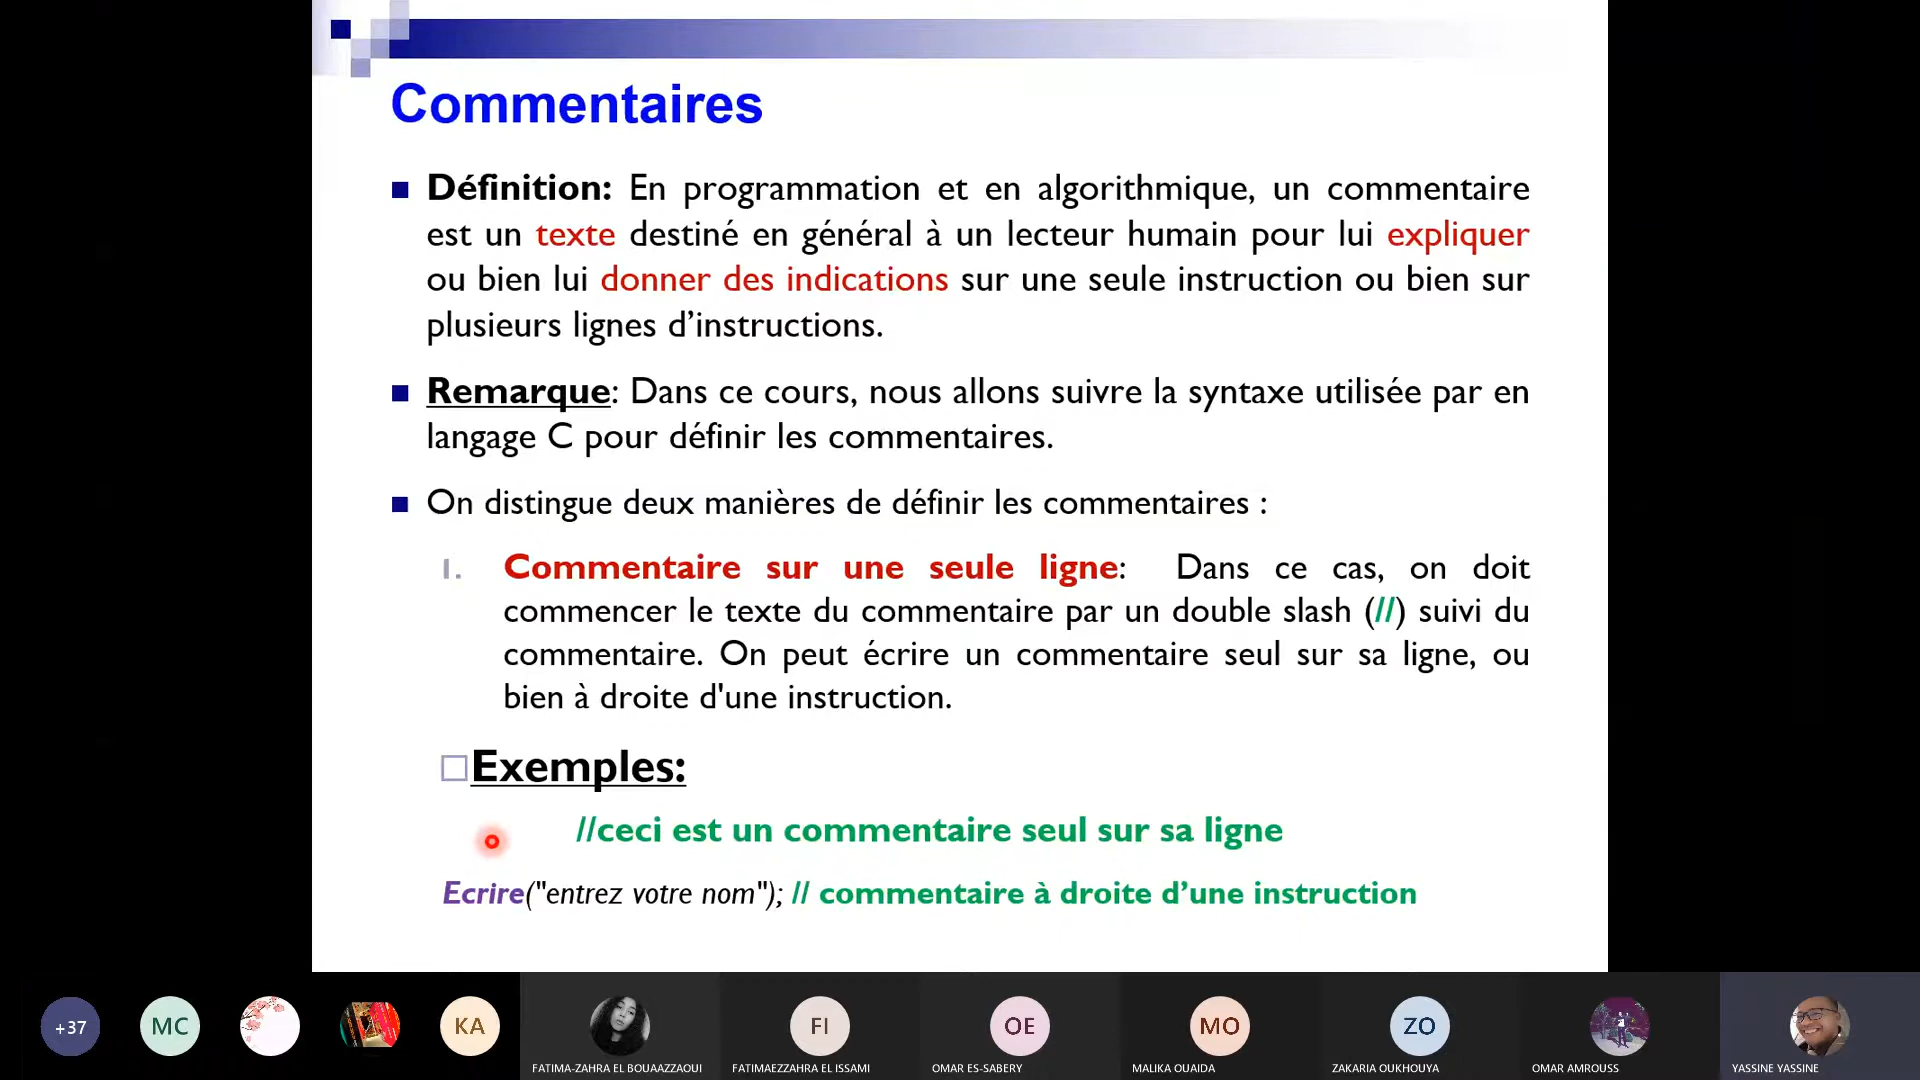 Commentaires
Définition: En programmation et en algorithmique, un commentaire
est un texte destiné en général à un lecteur humain pour lui expliquer
ou bien lui donner des indications sur une seule instruction ou bien sur
plusieurs lignes d’instructions.
Remarque: Dans ce cours, nous allons suivre la syntaxe utilisée par en
langage C pour définir les commentaires.
On distingue deux manières de définir les commentaires :
1. Commentaire sur une seule ligne: Dans ce cas, on doit
commencer le texte du commentaire par un double slash (//) suivi du
commentaire. On peut écrire un commentaire seul sur sa ligne, ou
bien à droite d'une instruction.
Exemples:
//ceci est un commentaire seul sur sa ligne
Ecrire("entrez votre nom"); // commentaire à droite d’une instruction
+37
MC
KA
FI
OE
MO
ZO
FATIMA-ZAHRA EL BOUAAZZAOUI
FATIMAEZZAHRA EL ISSAMI
OMAR ES-SABERY
MALIKA OUAIDA
ZAKARIA OUKHOUYA
OMAR AMROUSS
YASSINE YASSINE